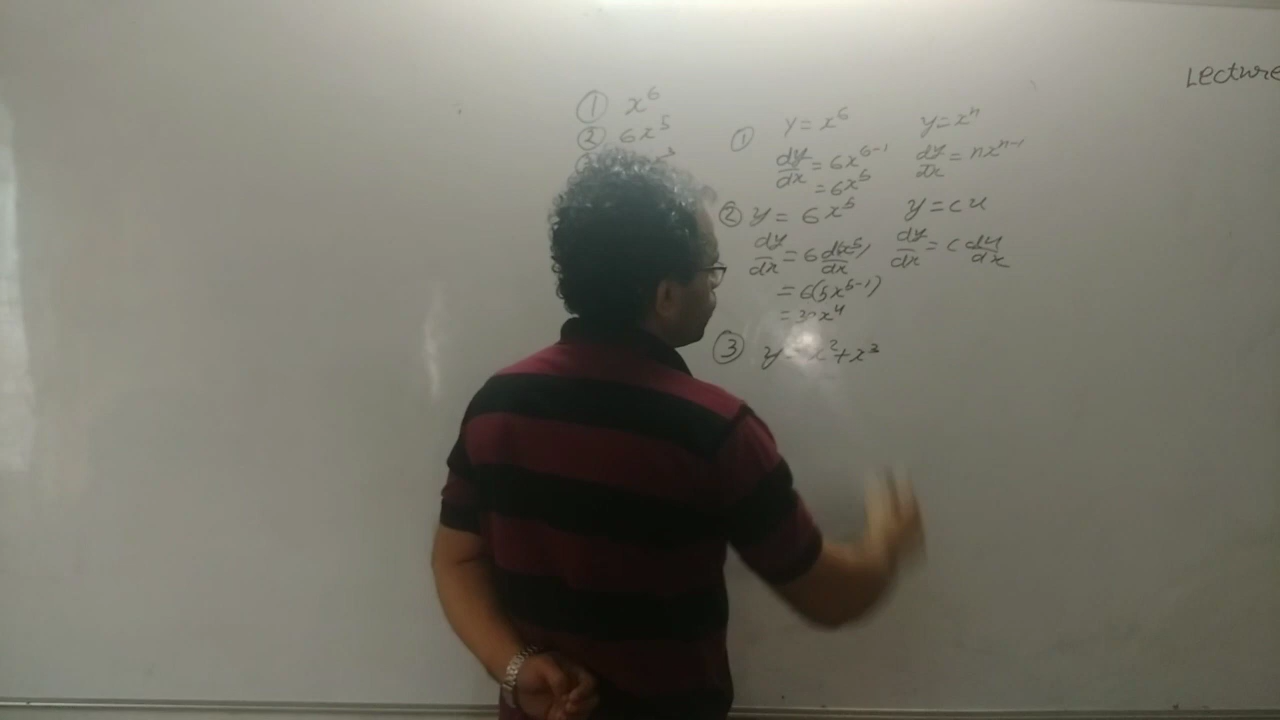 Lecture
① x^6
② 6x^5
① y = x^6
dy/dx = 6x^{6-1}
= 6x^5
y = x^n
dy/dx = nx^{n-1}
② y = 6x^5
dy/dx = 6 d(x^5)/dx
= 6(5x^{5-1})
= 30x^4
y = cu
dy/dx = c du/dx
③ y = x^2+x^3